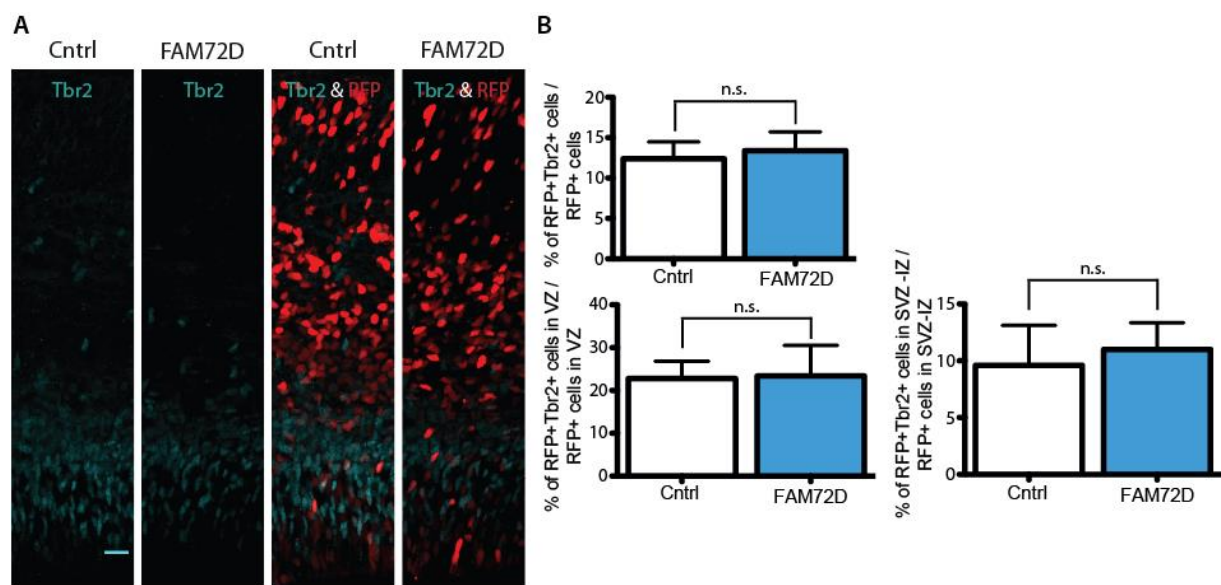 A
Cntrl FAM72D Cntrl FAM72D
Tbr2 Tbr2 Tbr2 & RFP Tbr2 & RFP
B
% of RFP+Tbr2+ cells /
RFP+ cells
20
15
10
5
0
n.s.
Cntrl FAM72D
% of RFP+Tbr2+ cells in VZ /
RFP+ cells in VZ
40
30
20
10
0
n.s.
Cntrl FAM72D
% of RFP+Tbr2+ cells in SVZ -IZ /
RFP+ cells in SVZ-IZ
15
10
5
0
n.s.
Cntrl FAM72D